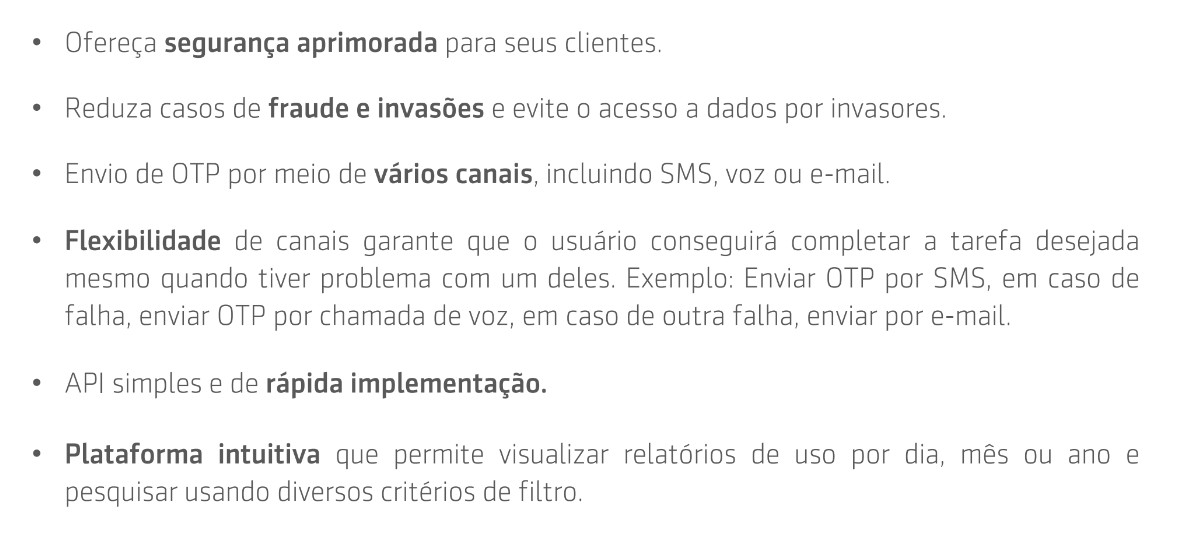 • Ofereça segurança aprimorada para seus clientes.
• Reduza casos de fraude e invasões e evite o acesso a dados por invasores.
• Envio de OTP por meio de vários canais, incluindo SMS, voz ou e-mail.
• Flexibilidade de canais garante que o usuário conseguirá completar a tarefa desejada
mesmo quando tiver problema com um deles. Exemplo: Enviar OTP por SMS, em caso de
falha, enviar OTP por chamada de voz, em caso de outra falha, enviar por e-mail.
• API simples e de rápida implementação.
• Plataforma intuitiva que permite visualizar relatórios de uso por dia, mês ou ano e
pesquisar usando diversos critérios de filtro.